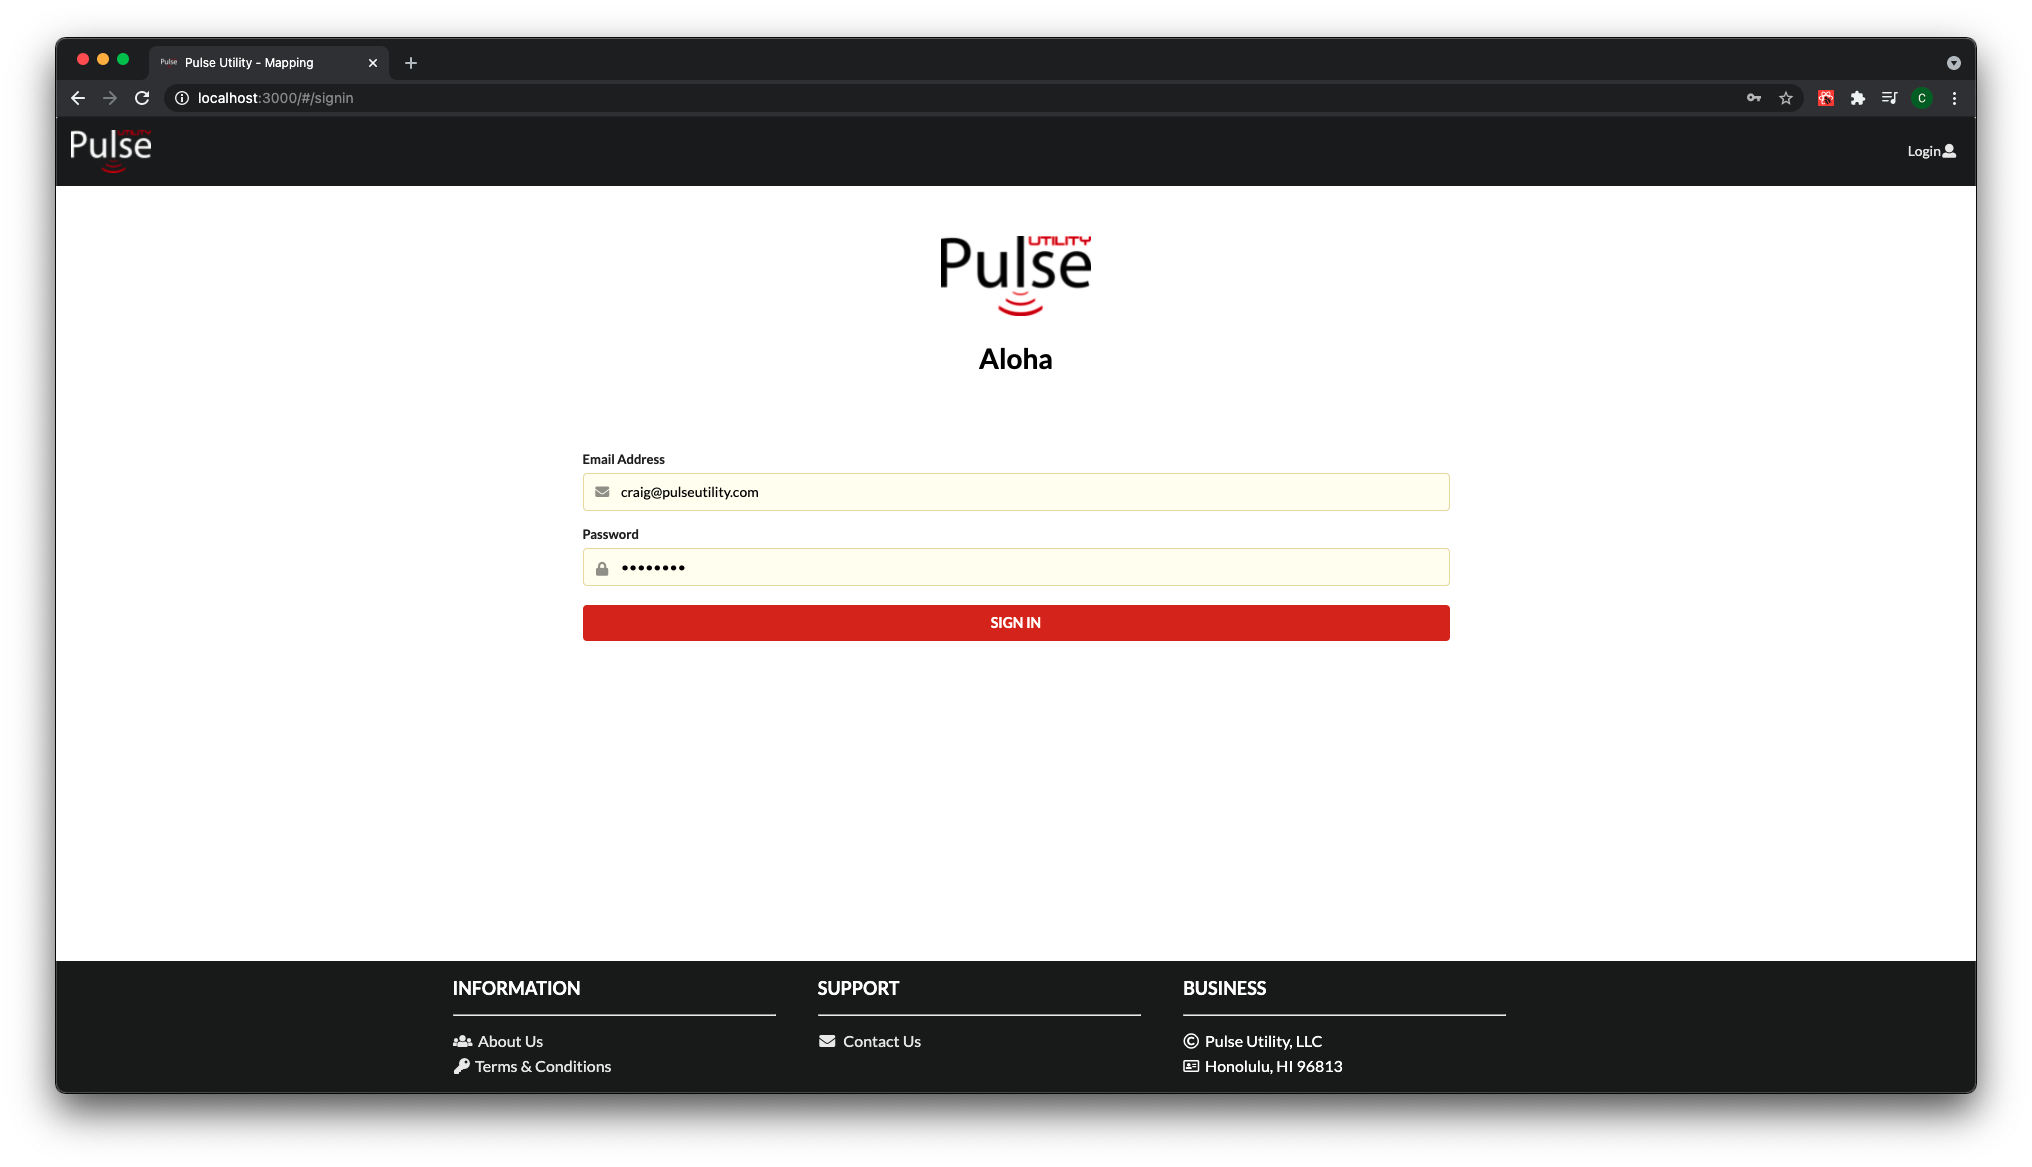 Pulse Pulse Utility - Mapping
localhost:3000/#/signin
C
UTILITY
Pulse
Login
UTILITY
Pulse
Aloha
Email Address
craig@pulseutility.com
Password
••••••••
SIGN IN
INFORMATION
About Us
Terms & Conditions
SUPPORT
Contact Us
BUSINESS
© Pulse Utility, LLC
Honolulu, HI 96813